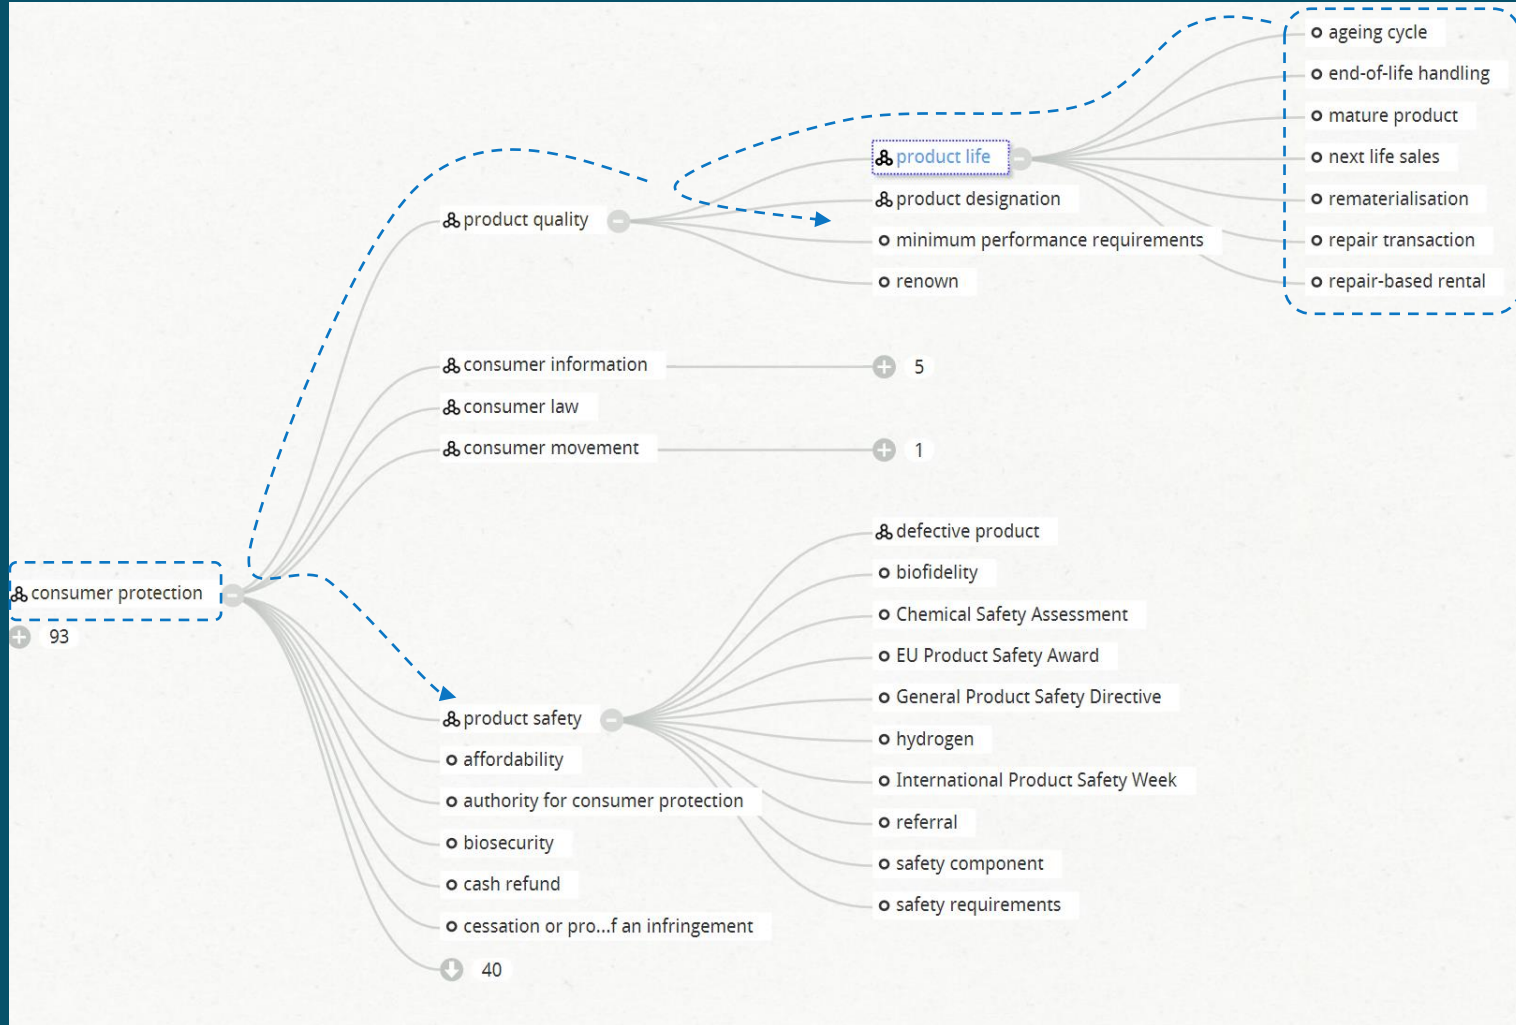 ageing cycle
end-of-life handling
mature product
product life
next life sales
product designation
rematerialisation
product quality
minimum performance requirements
repair transaction
renown
repair-based rental
consumer information
5
consumer law
consumer movement
1
defective product
biofidelity
consumer protection
Chemical Safety Assessment
93
EU Product Safety Award
General Product Safety Directive
product safety
hydrogen
affordability
International Product Safety Week
authority for consumer protection
referral
biosecurity
safety component
cash refund
safety requirements
cessation or pro...f an infringement
40